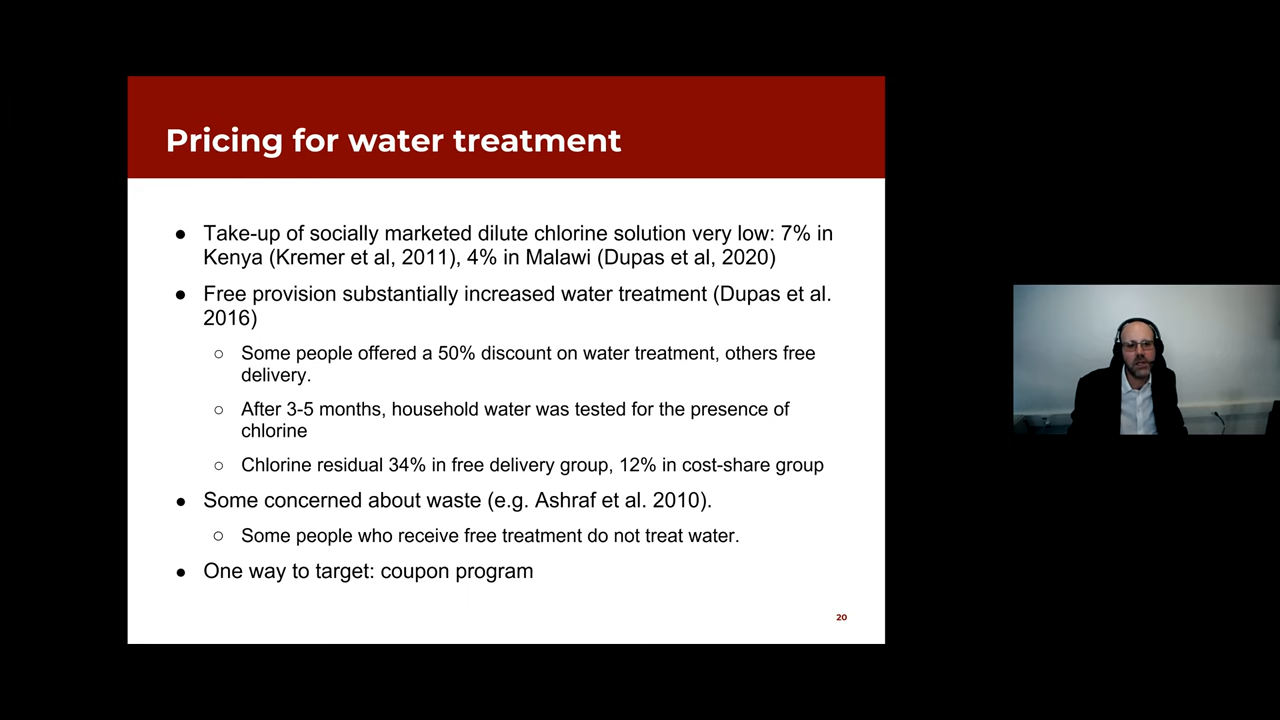 Pricing for water treatment
● Take-up of socially marketed dilute chlorine solution very low: 7% in
Kenya (Kremer et al, 2011), 4% in Malawi (Dupas et al, 2020)
● Free provision substantially increased water treatment (Dupas et al.
2016)
○ Some people offered a 50% discount on water treatment, others free
delivery.
○ After 3-5 months, household water was tested for the presence of
chlorine
○ Chlorine residual 34% in free delivery group, 12% in cost-share group
● Some concerned about waste (e.g. Ashraf et al. 2010).
○ Some people who receive free treatment do not treat water.
● One way to target: coupon program
20